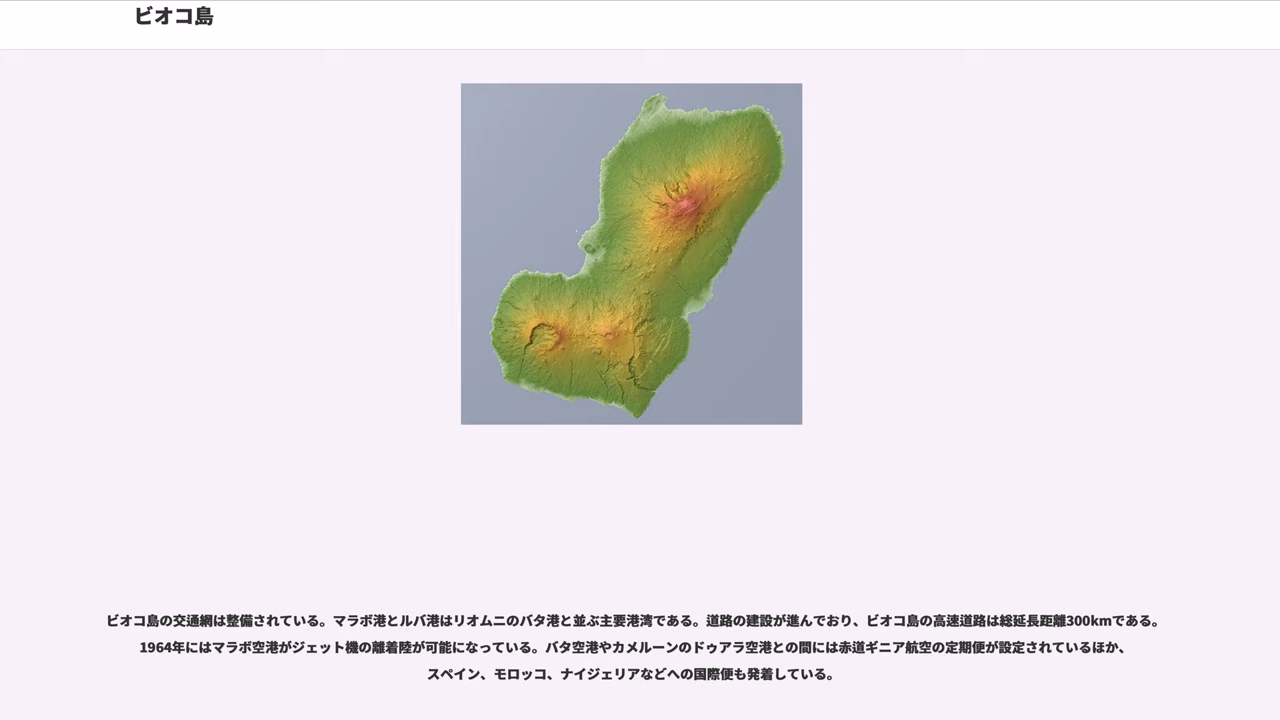 ビオコ島
ビオコ島の交通網は整備されている。マラボ港とルバ港はリオムニのバタ港と並ぶ主要港湾である。道路の建設が進んでおり、ビオコ島の高速道路は総延長距離300kmである。
1964年にはマラボ空港がジェット機の離着陸が可能になっている。バタ空港やカメルーンのドゥアラ空港との間には赤道ギニア航空の定期便が設定されているほか、
スペイン、モロッコ、ナイジェリアなどへの国際便も発着している。